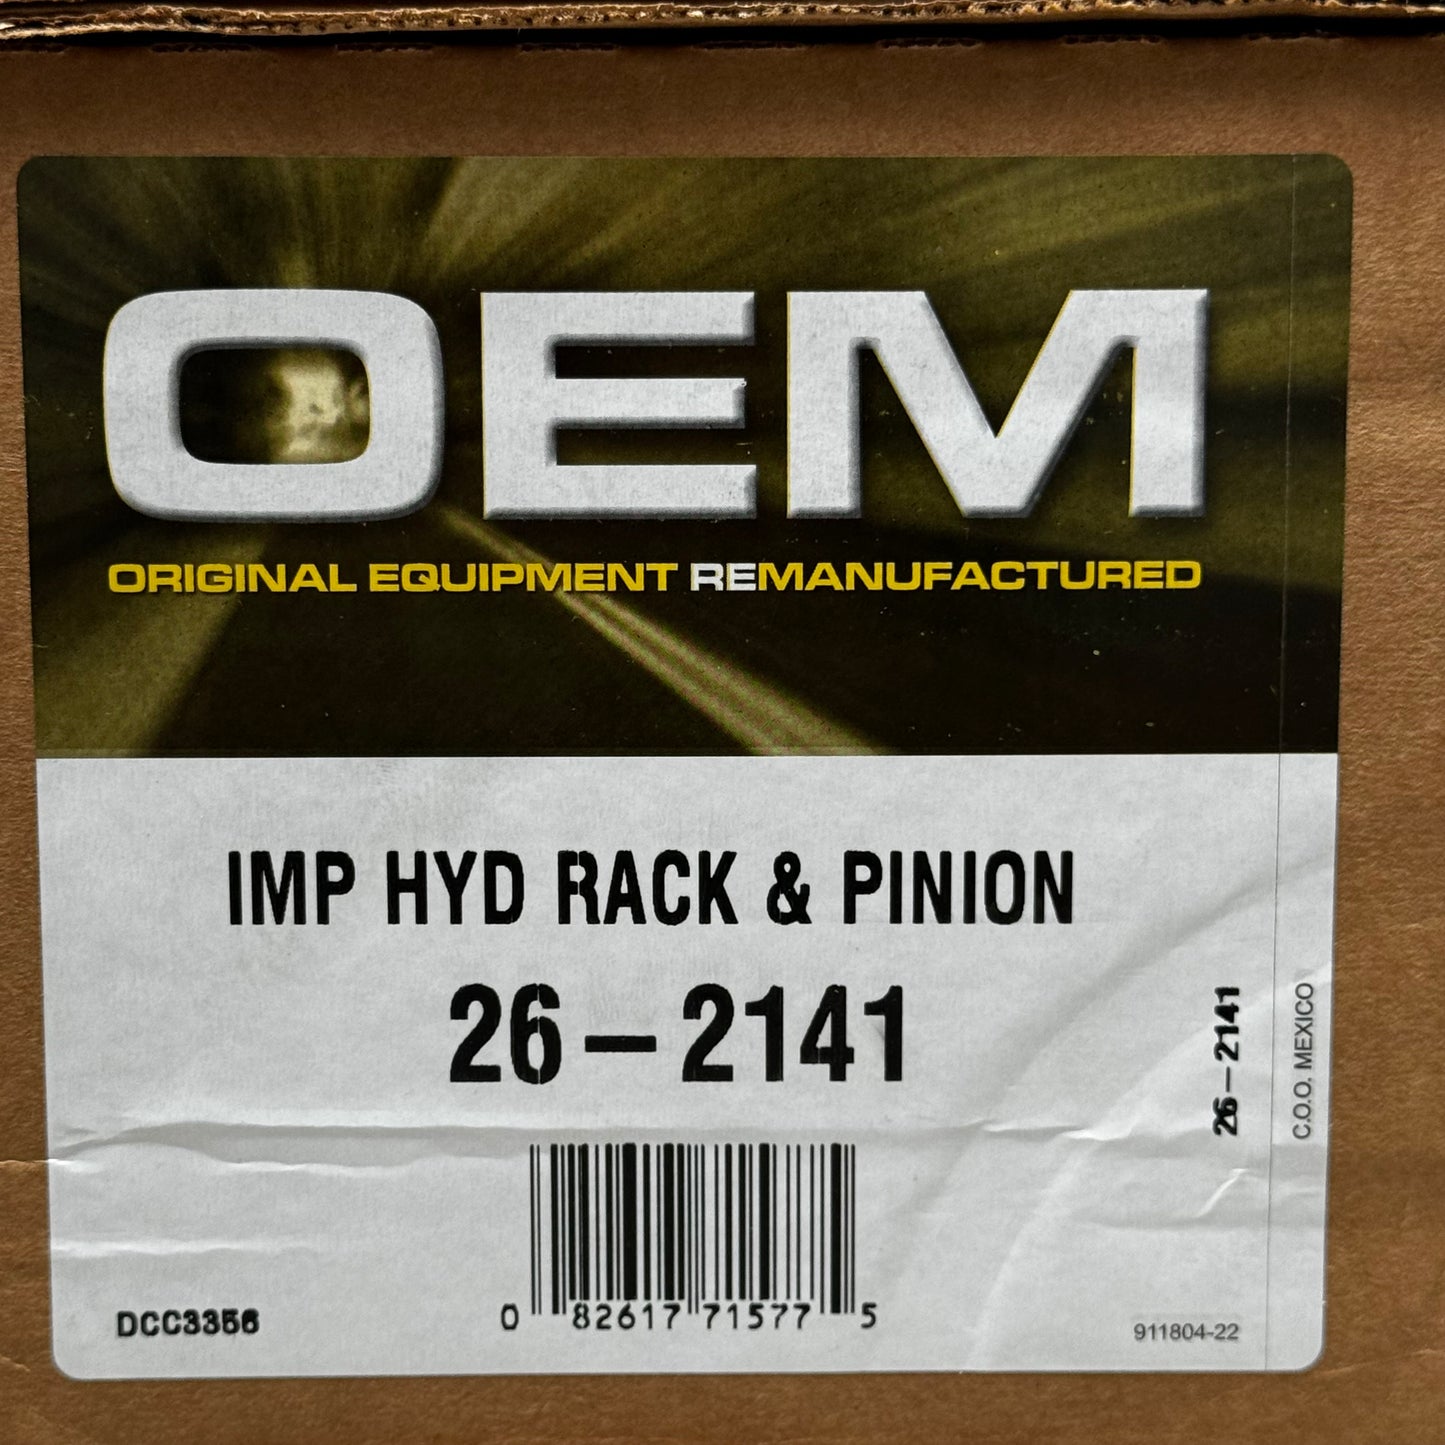 OEM
ORIGINAL EQUIPMENT REMANUFACTURED
IMP HYD RACK & PINION
26-2141
26-2141
C.O.O. MEXICO
0 82617 71577 5
DCC3356
911804-22